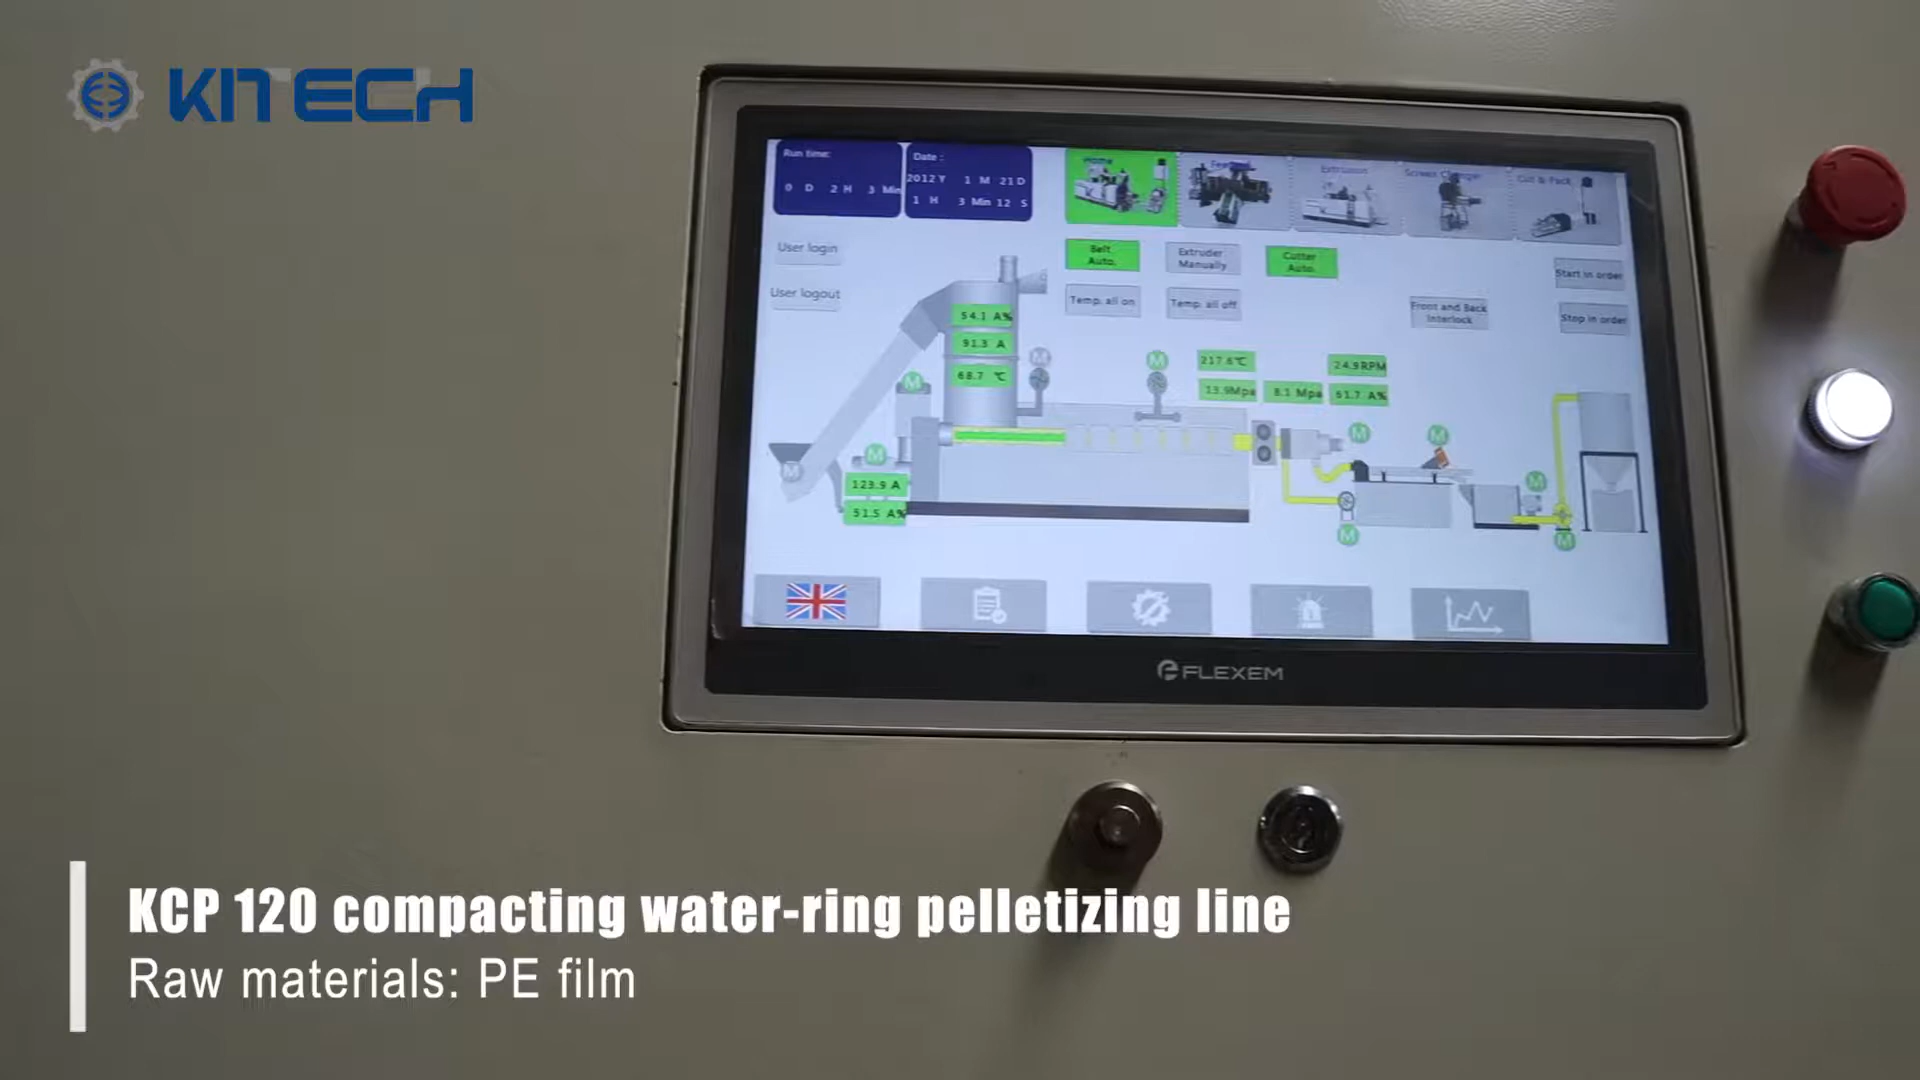 KITECH
Run time:
0 D 2 H 3 Min
Date :
2012 Y 1 M 21 D
1 H 3 Min 12 S
Home
Extrusion
Screen Changer
Cut & Pack
User login
User logout
Belt
Auto.
Extruder
Manually
Cutter
Auto.
Temp. all on
Temp. all off
Front and Back
Interlock
Start in order
Stop in order
54.1 A%
91.3 A
68.7 ℃
M
M
M
M
M
M
M
M
M
M
217.6℃
24.9RPM
13.9Mpa
8.1 Mpa
61.7 A%
123.9 A
51.5 A%
FLEXEM
KCP 120 compacting water-ring pelletizing line
Raw materials: PE film